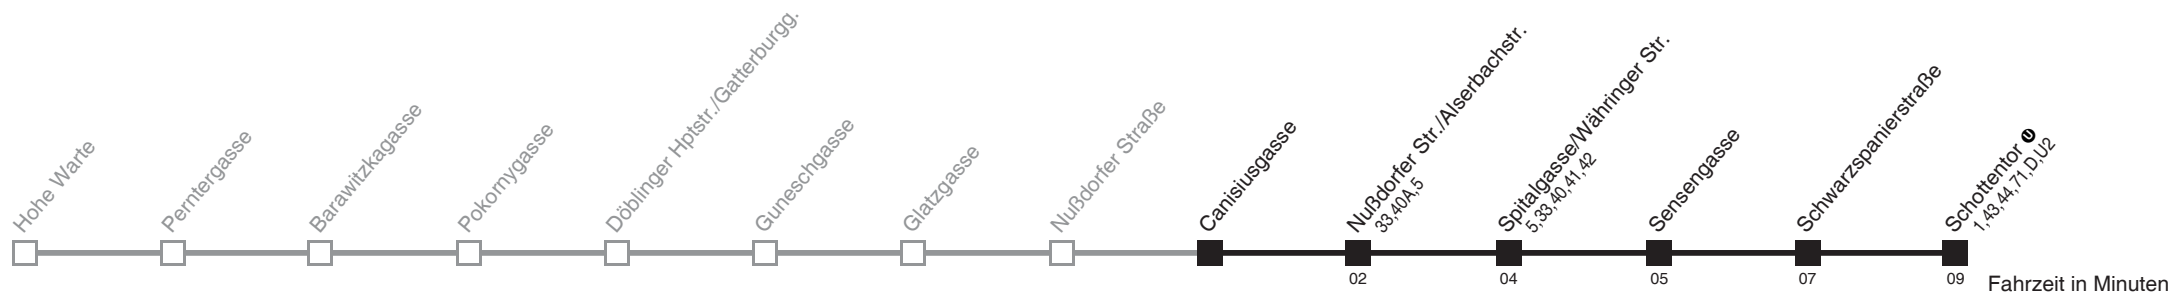 Hohe Warte
Perntergasse
Barawitzkagasse
Pokornygasse
Döblinger Hptstr./Gatterburgg.
Guneschgasse
Glatzgasse
Nußdorfer Straße
Canisiusgasse
Nußdorfer Str./Alserbachstr.
33,40A,5
Spitalgasse/Währinger Str.
5,33,40,41,42
Sensengasse
Schwarzspanierstraße
Schottentor U
1,43,44,71,D,U2
02
04
05
07
09
Fahrzeit in Minuten